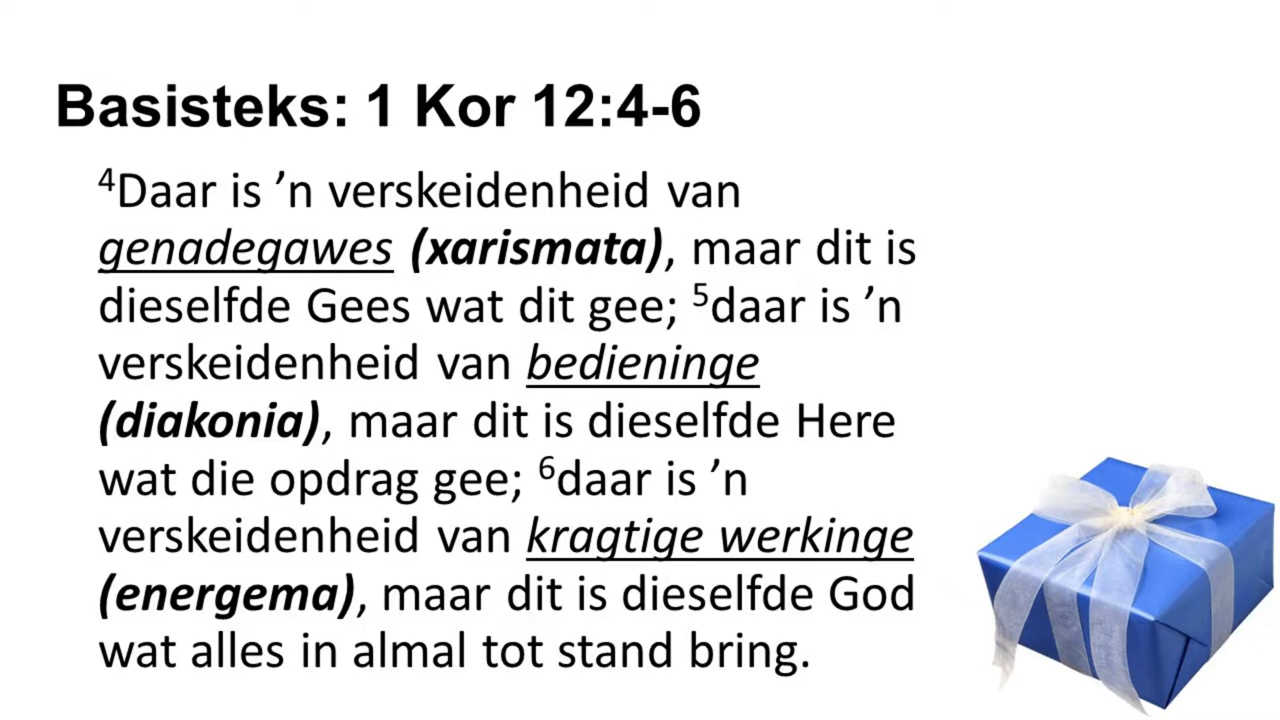 Basisteks: 1 Kor 12:4-6
⁴Daar is ’n verskeidenheid van
genadegawes (xarismata), maar dit is
dieselfde Gees wat dit gee; ⁵daar is ’n
verskeidenheid van bedieninge
(diakonia), maar dit is dieselfde Here
wat die opdrag gee; ⁶daar is ’n
verskeidenheid van kragtige werkinge
(energema), maar dit is dieselfde God
wat alles in almal tot stand bring.